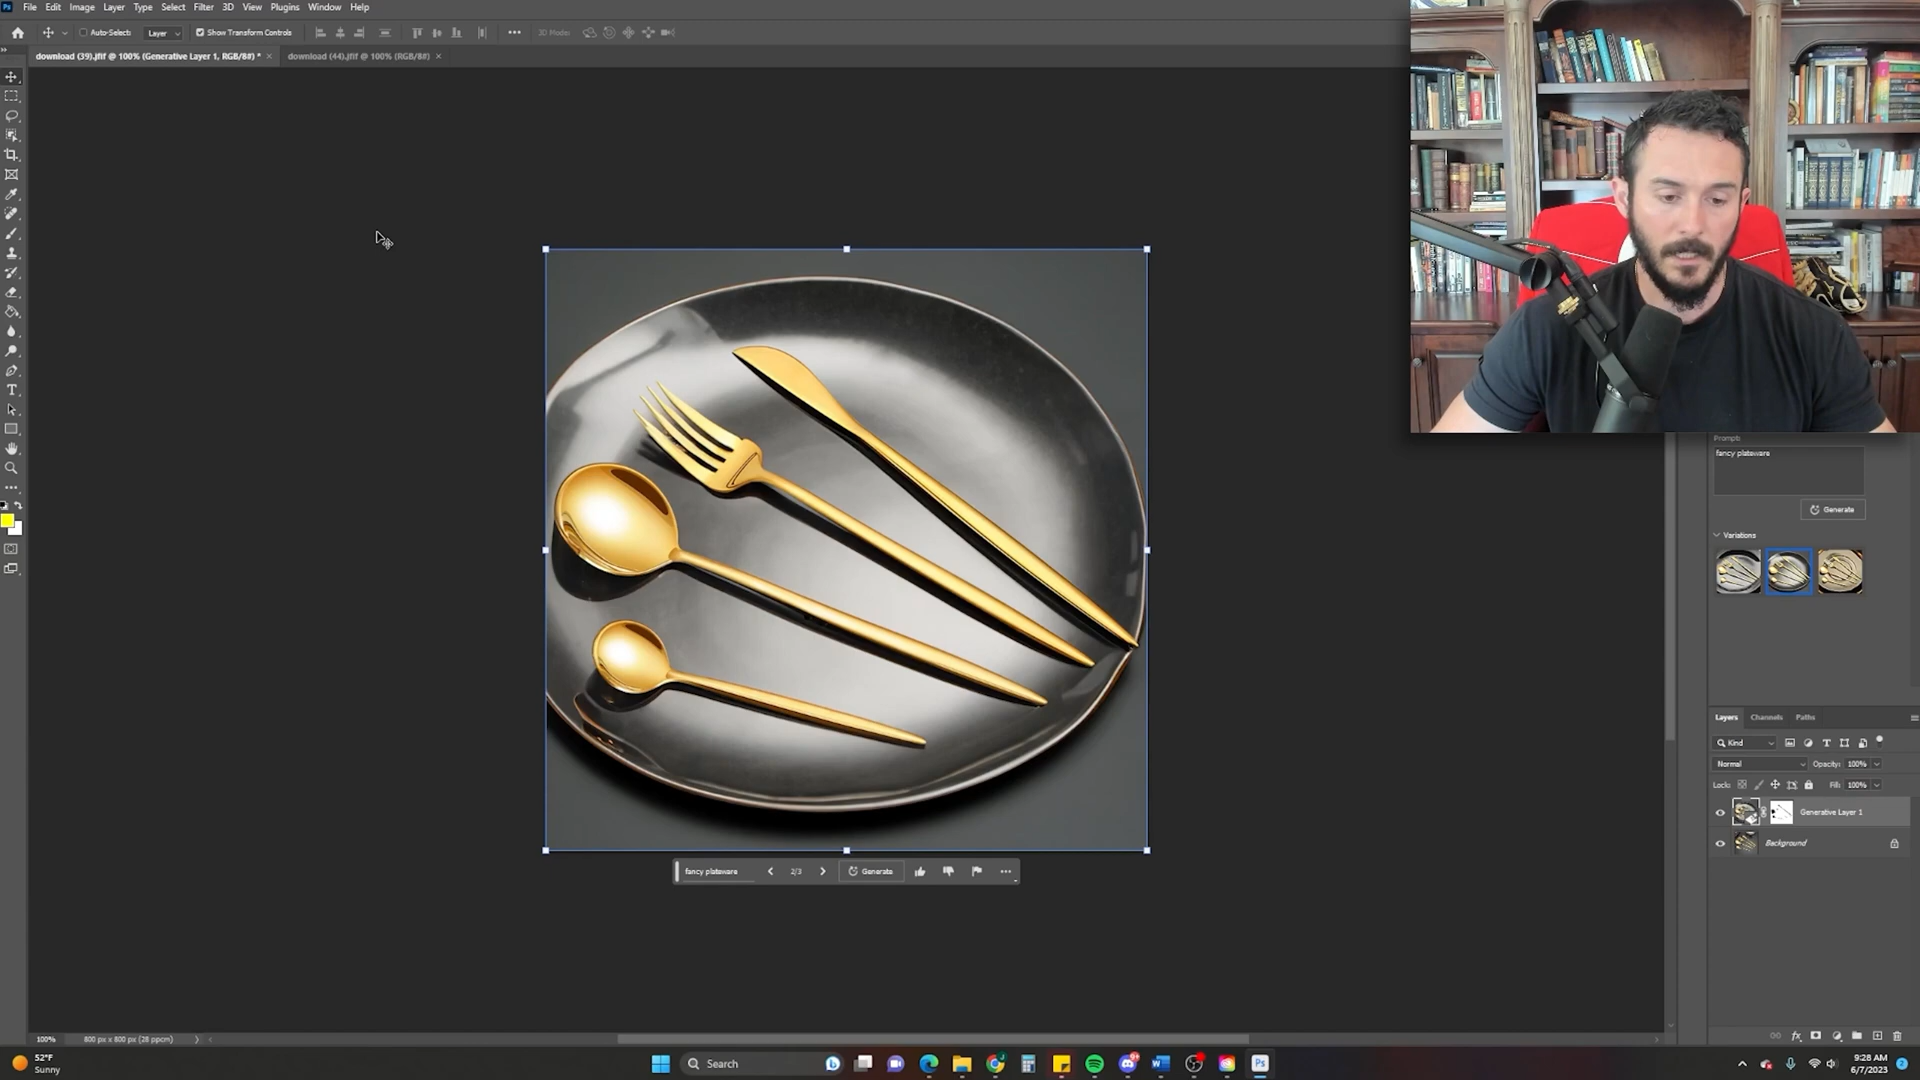 Ps File Edit Image Layer Type Select Filter 3D View Plugins Window Help
Auto-Select: Layer Show Transform Controls 3D Mode:
download (39).jfif @ 100% (Generative Layer 1, RGB/8#) * × download (44).jfif @ 100% (RGB/8#) ×
Prompt:
fancy plateware
Generate
Variations
fancy plateware 2/3 Generate
Layers Channels Paths
Kind
Normal Opacity: 100%
Lock: Fill: 100%
Generative Layer 1
Background
100% 800 px x 800 px (28 ppcm)
52°F
Sunny
Search
9:28 AM
6/7/2023